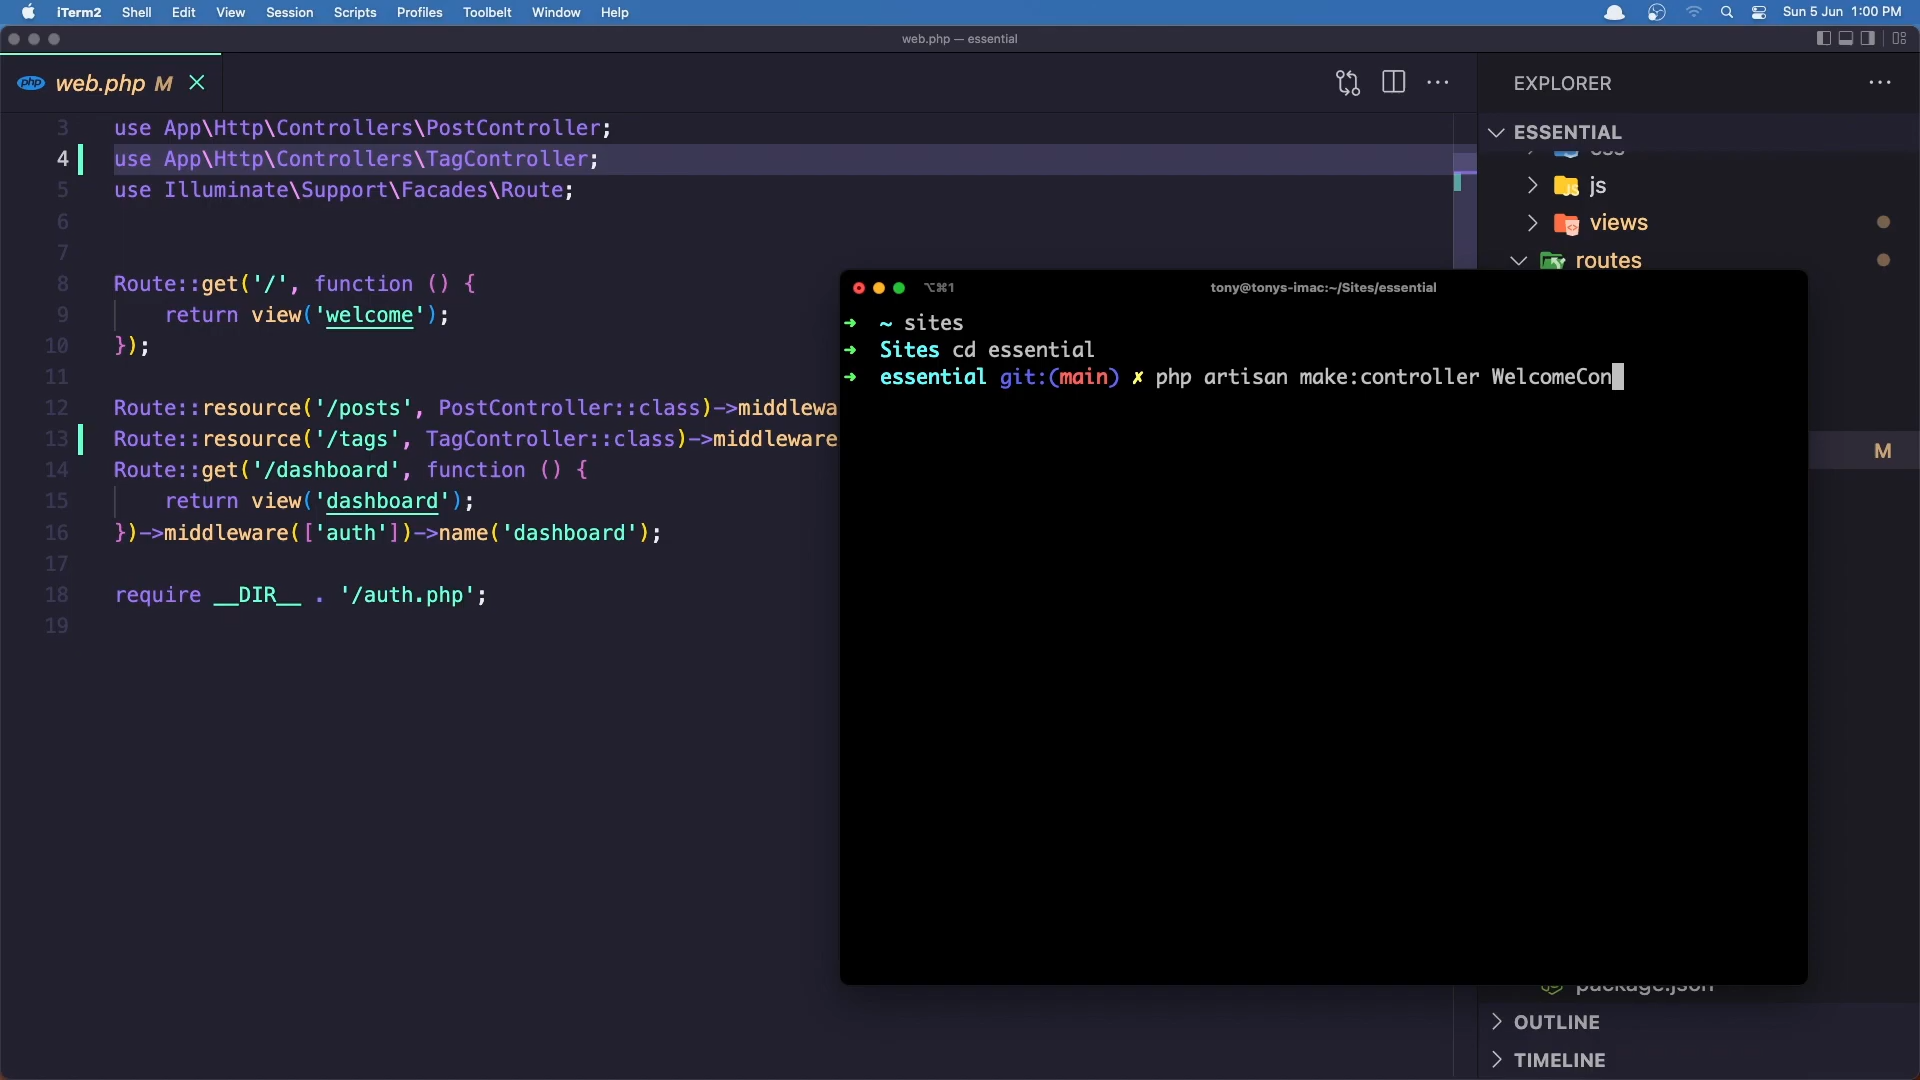 iTerm2 Shell Edit View Session Scripts Profiles Toolbelt Window Help Sun 5 Jun 1:00 PM
web.php — essential
php web.php M
EXPLORER
3 use App\Http\Controllers\PostController;
4 use App\Http\Controllers\TagController;
5 use Illuminate\Support\Facades\Route;
6
7
8 Route::get('/', function () {
9 return view('welcome');
10 });
11
12 Route::resource('/posts', PostController::class)->middlewa
13 Route::resource('/tags', TagController::class)->middleware
14 Route::get('/dashboard', function () {
15 return view('dashboard');
16 })->middleware(['auth'])->name('dashboard');
17
18 require __DIR__ . '/auth.php';
19
ESSENTIAL
JS js
views
routes
M
package.json
OUTLINE
TIMELINE
⌥⌘1 tony@tonys-imac:~/Sites/essential
➜ ~ sites
➜ Sites cd essential
➜ essential git:(main) ✗ php artisan make:controller WelcomeCon